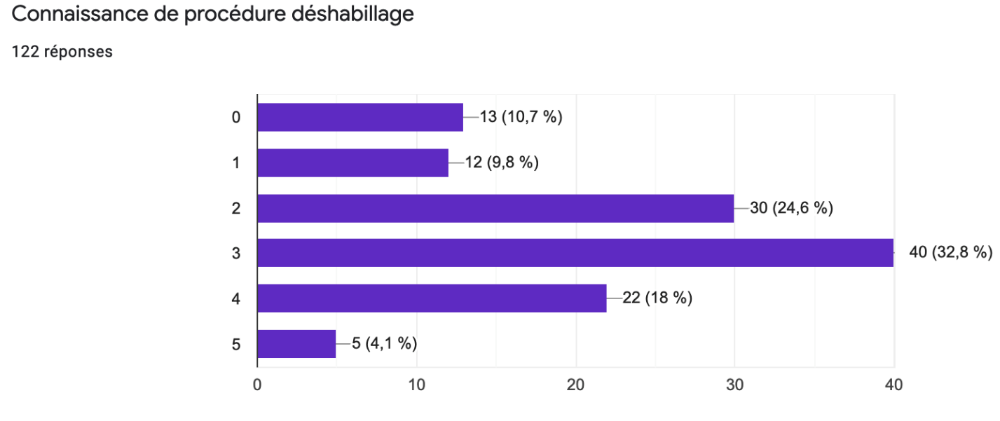 Connaissance de procédure déshabillage
122 réponses
0 13 (10,7 %)
1 12 (9,8 %)
2 30 (24,6 %)
3 40 (32,8 %)
4 22 (18 %)
5 5 (4,1 %)
0 10 20 30 40